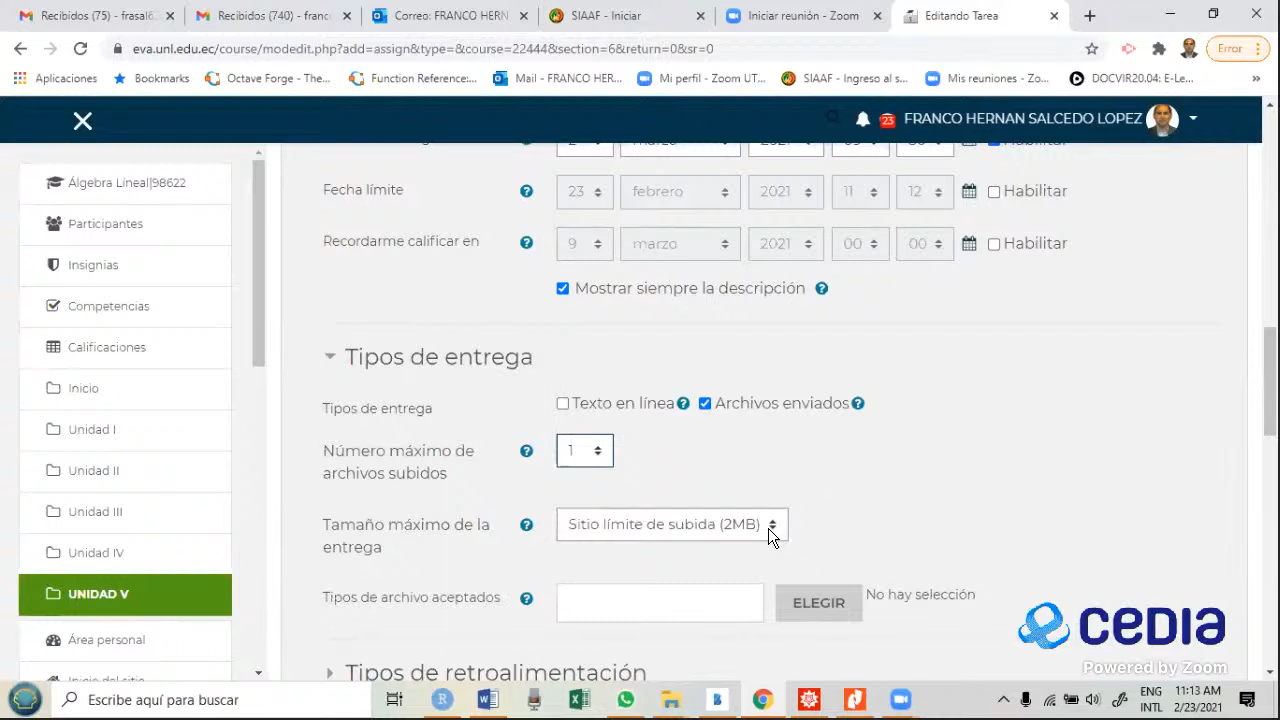 Recibidos (75) - frasal6
Recibidos (740) - franc
Correo: FRANCO HERN
SIAAF - Iniciar
Iniciar reunión - Zoom
Editando Tarea
eva.unl.edu.ec/course/modedit.php?add=assign&type=&course=22444&section=6&return=0&sr=0
Error
Aplicaciones
Bookmarks
Octave Forge - The...
Function Reference:...
Mail - FRANCO HER...
Mi perfil - Zoom UT...
SIAAF - Ingreso al s...
Mis reuniones - Zo...
DOCVIR20.04: E-Le...
»
23
FRANCO HERNAN SALCEDO LOPEZ
Álgebra Lineal|98622
Participantes
Insignias
Competencias
Calificaciones
Inicio
Unidad I
Unidad II
Unidad III
Unidad IV
UNIDAD V
Área personal
Fecha límite
23 febrero 2021 11 12 Habilitar
Recordarme calificar en
9 marzo 2021 00 00 Habilitar
Mostrar siempre la descripción
Tipos de entrega
Tipos de entrega
Texto en línea Archivos enviados
Número máximo de
archivos subidos
1
Tamaño máximo de la
entrega
Sitio límite de subida (2MB)
Tipos de archivo aceptados
ELEGIR
No hay selección
Tipos de retroalimentación
cedia
Powered by Zoom
Escribe aquí para buscar
ENG
INTL
11:13 AM
2/23/2021